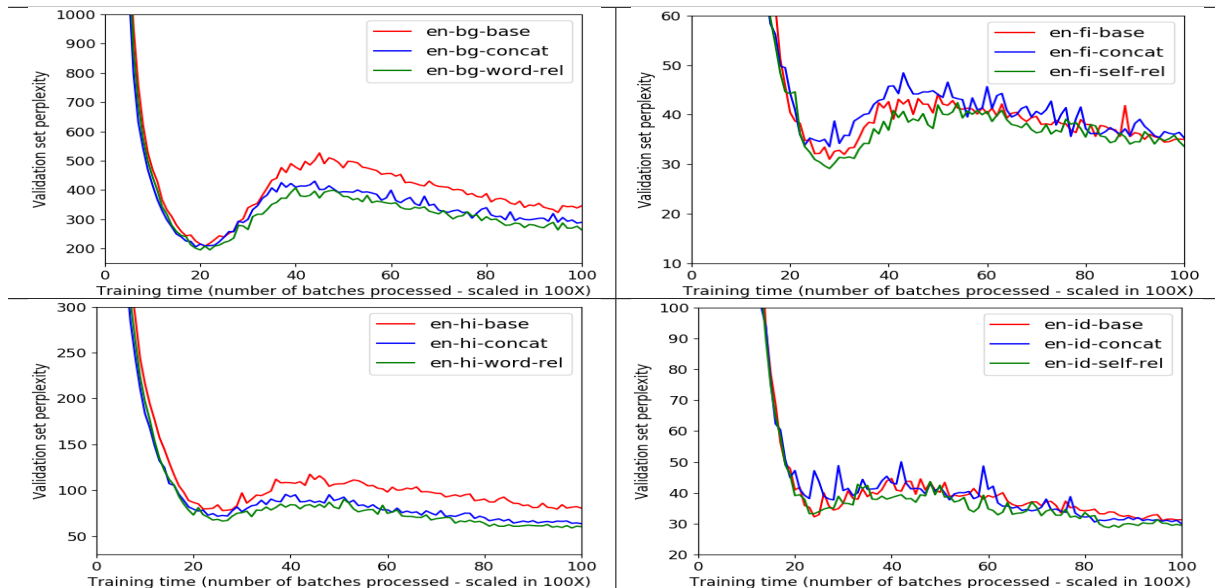 1000
900
800
700
600
500
400
300
200
Validation set perplexity
en-bg-base
en-bg-concat
en-bg-word-rel
0 20 40 60 80 100
Training time (number of batches processed - scaled in 100X)
60
50
40
30
20
10
Validation set perplexity
en-fi-base
en-fi-concat
en-fi-self-rel
0 20 40 60 80 100
Training time (number of batches processed - scaled in 100X)
300
250
200
150
100
50
Validation set perplexity
en-hi-base
en-hi-concat
en-hi-word-rel
0 20 40 60 80 100
Training time (number of batches processed - scaled in 100X)
100
90
80
70
60
50
40
30
20
Validation set perplexity
en-id-base
en-id-concat
en-id-self-rel
0 20 40 60 80 100
Training time (number of batches processed - scaled in 100X)